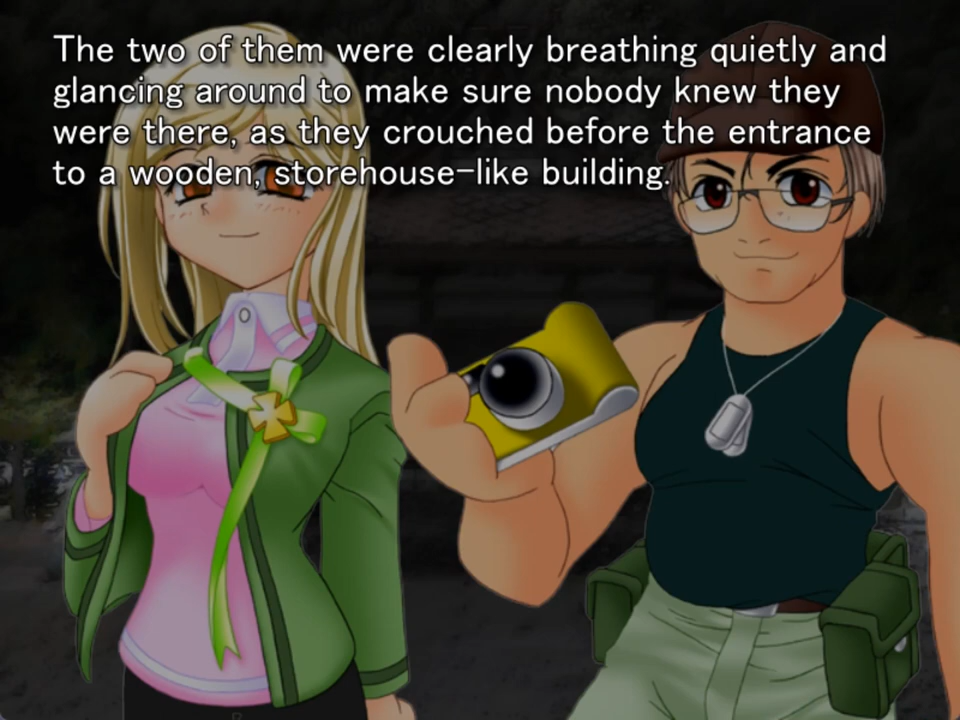 The two of them were clearly breathing quietly and
glancing around to make sure nobody knew they
were there, as they crouched before the entrance
to a wooden, storehouse-like building.